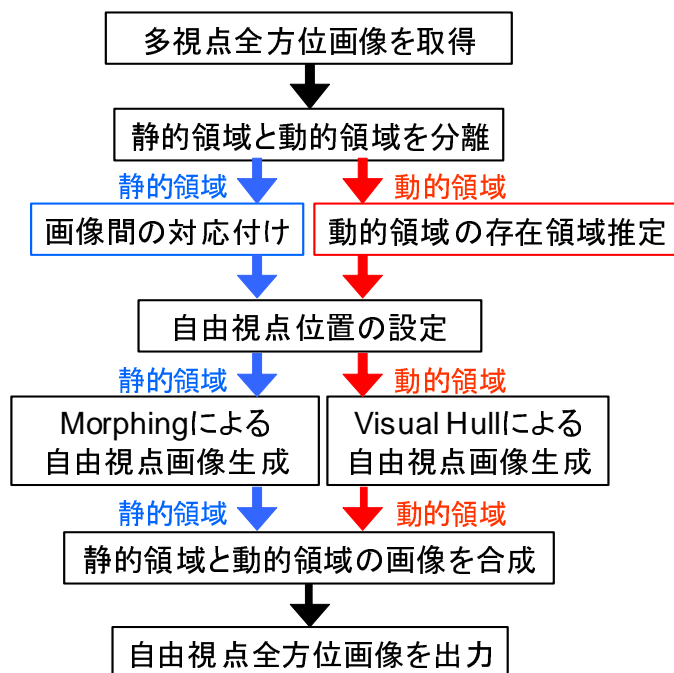 多視点全方位画像を取得
静的領域と動的領域を分離
静的領域
動的領域
画像間の対応付け
動的領域の存在領域推定
自由視点位置の設定
静的領域
動的領域
Morphingによる
自由視点画像生成
Visual Hullによる
自由視点画像生成
静的領域
動的領域
静的領域と動的領域の画像を合成
自由視点全方位画像を出力